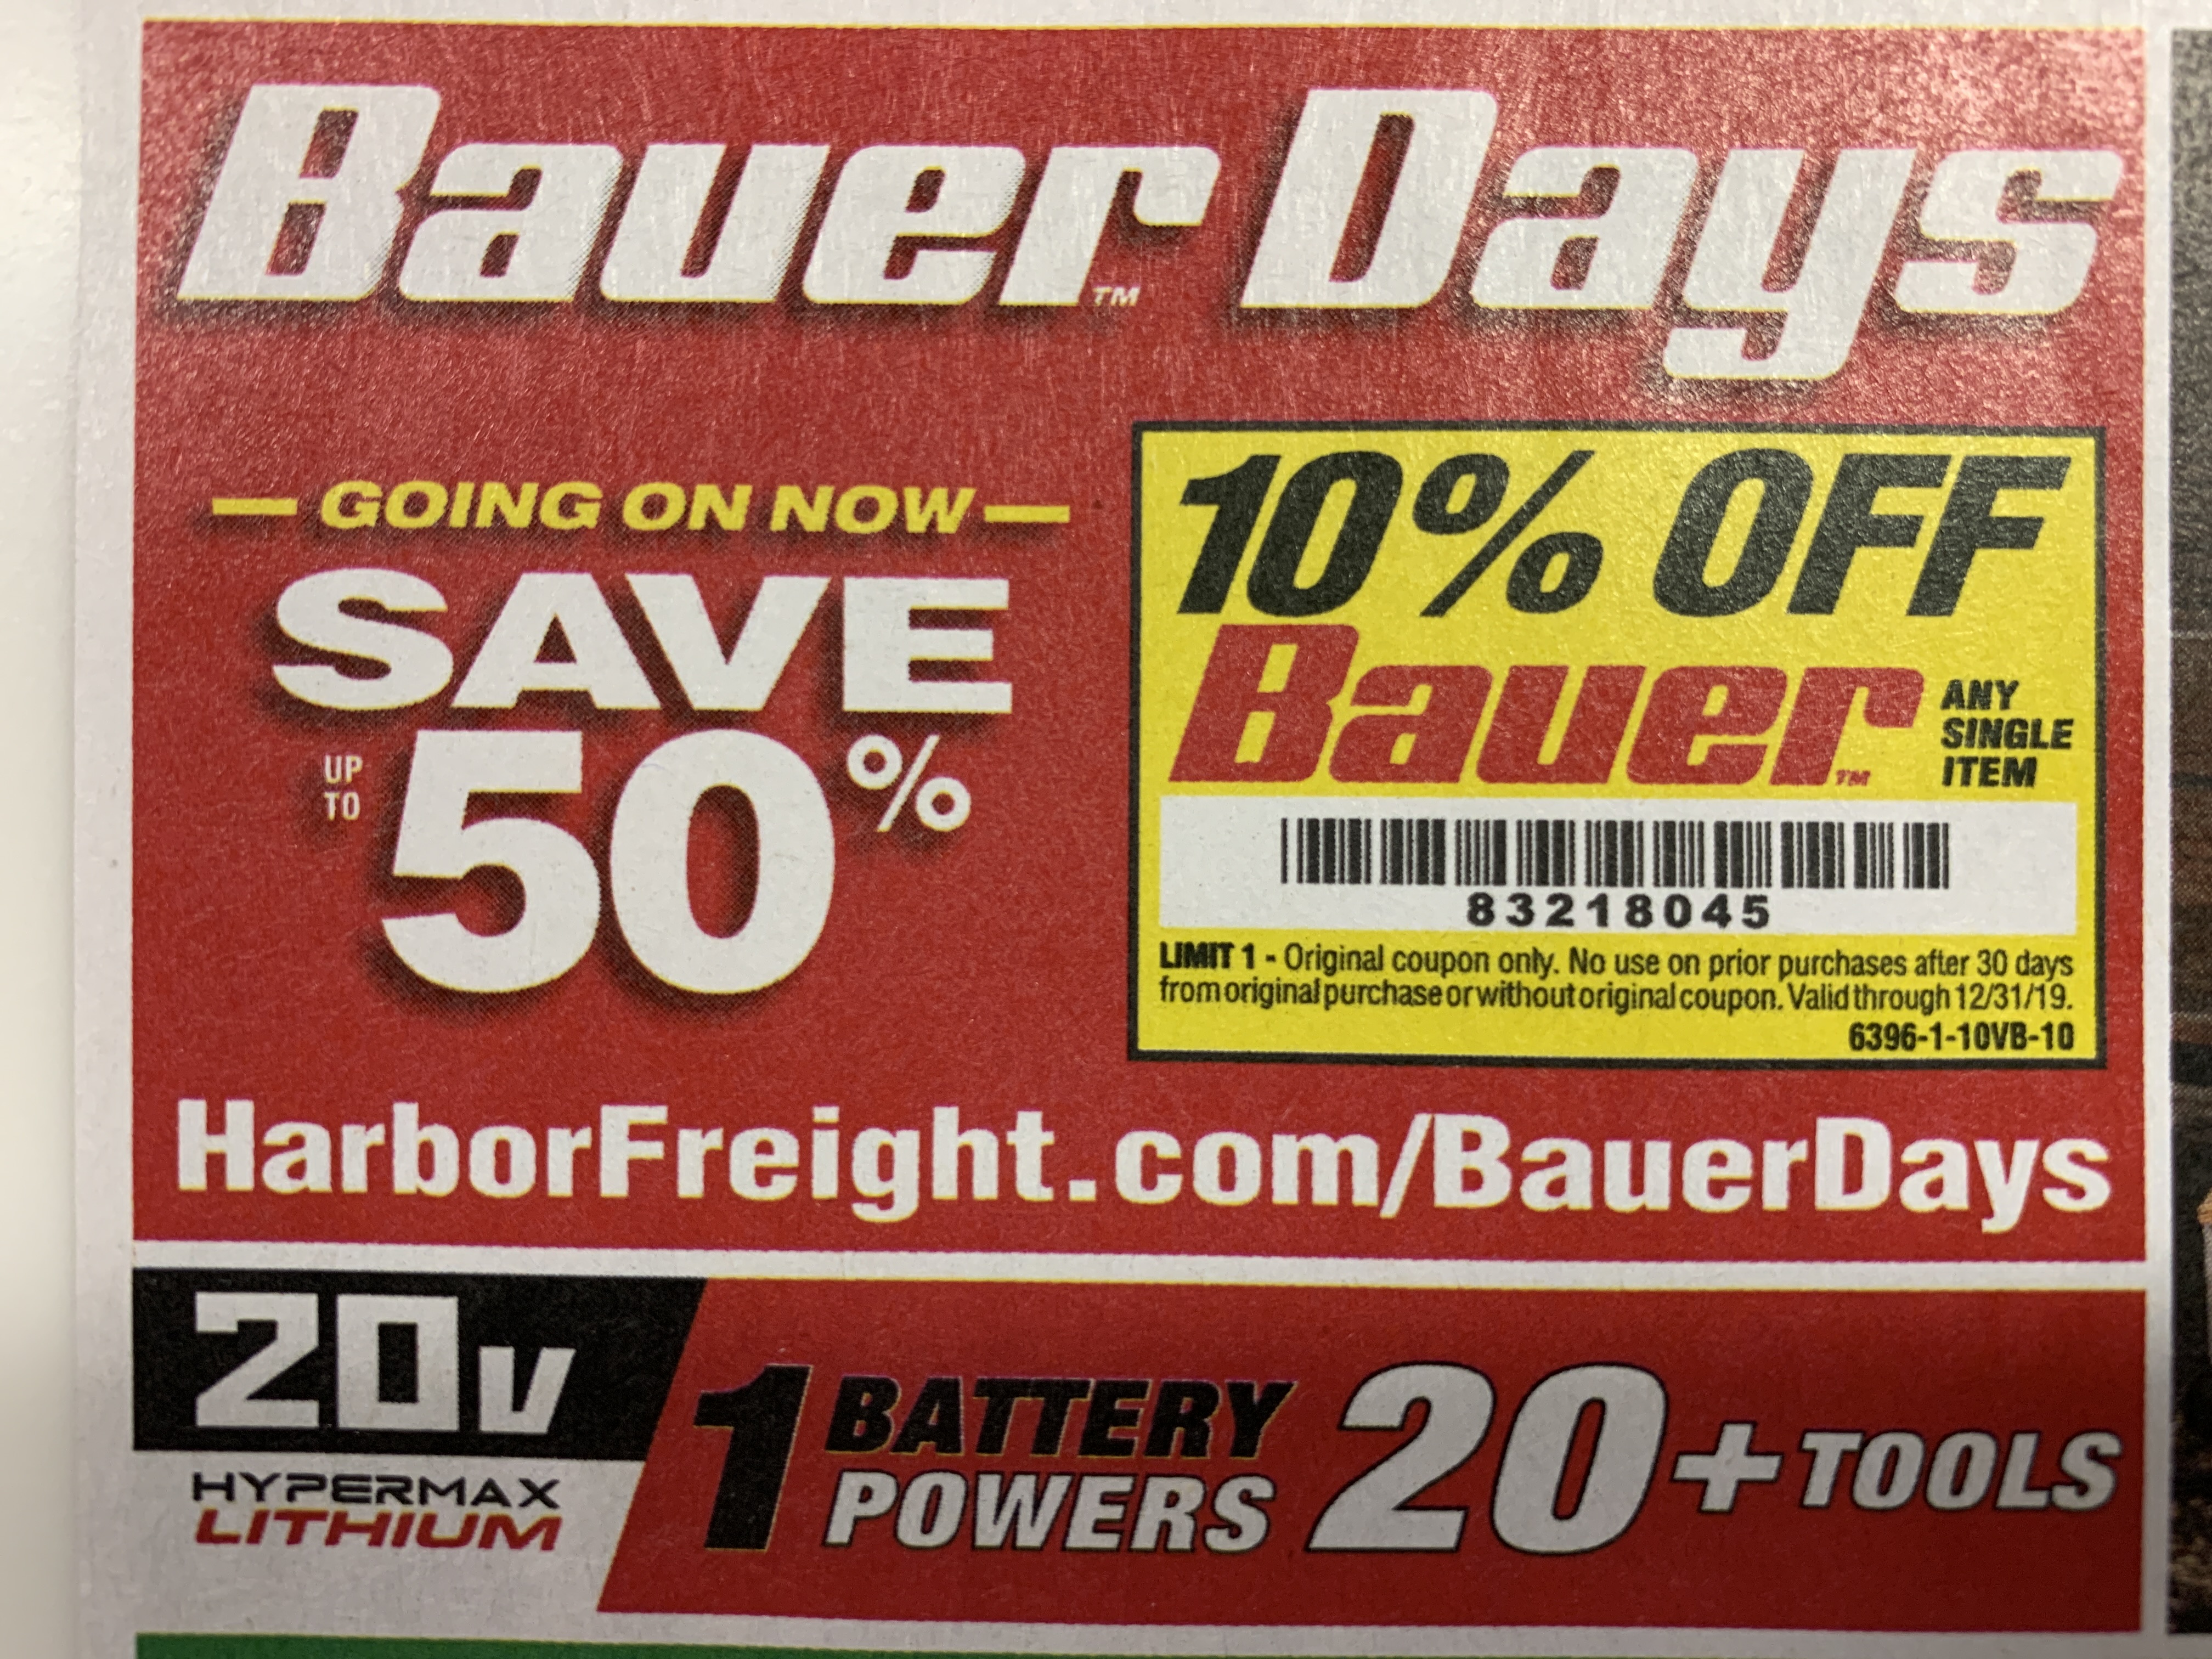 Bauer™ Days
— GOING ON NOW —
SAVE
UP TO 50%
10% OFF
Bauer™ ANY SINGLE ITEM
83218045
LIMIT 1 - Original coupon only. No use on prior purchases after 30 days
from original purchase or without original coupon. Valid through 12/31/19.
6396-1-10VB-10
HarborFreight.com/BauerDays
20V
HYPERMAX
LITHIUM
1 BATTERY POWERS 20+ TOOLS